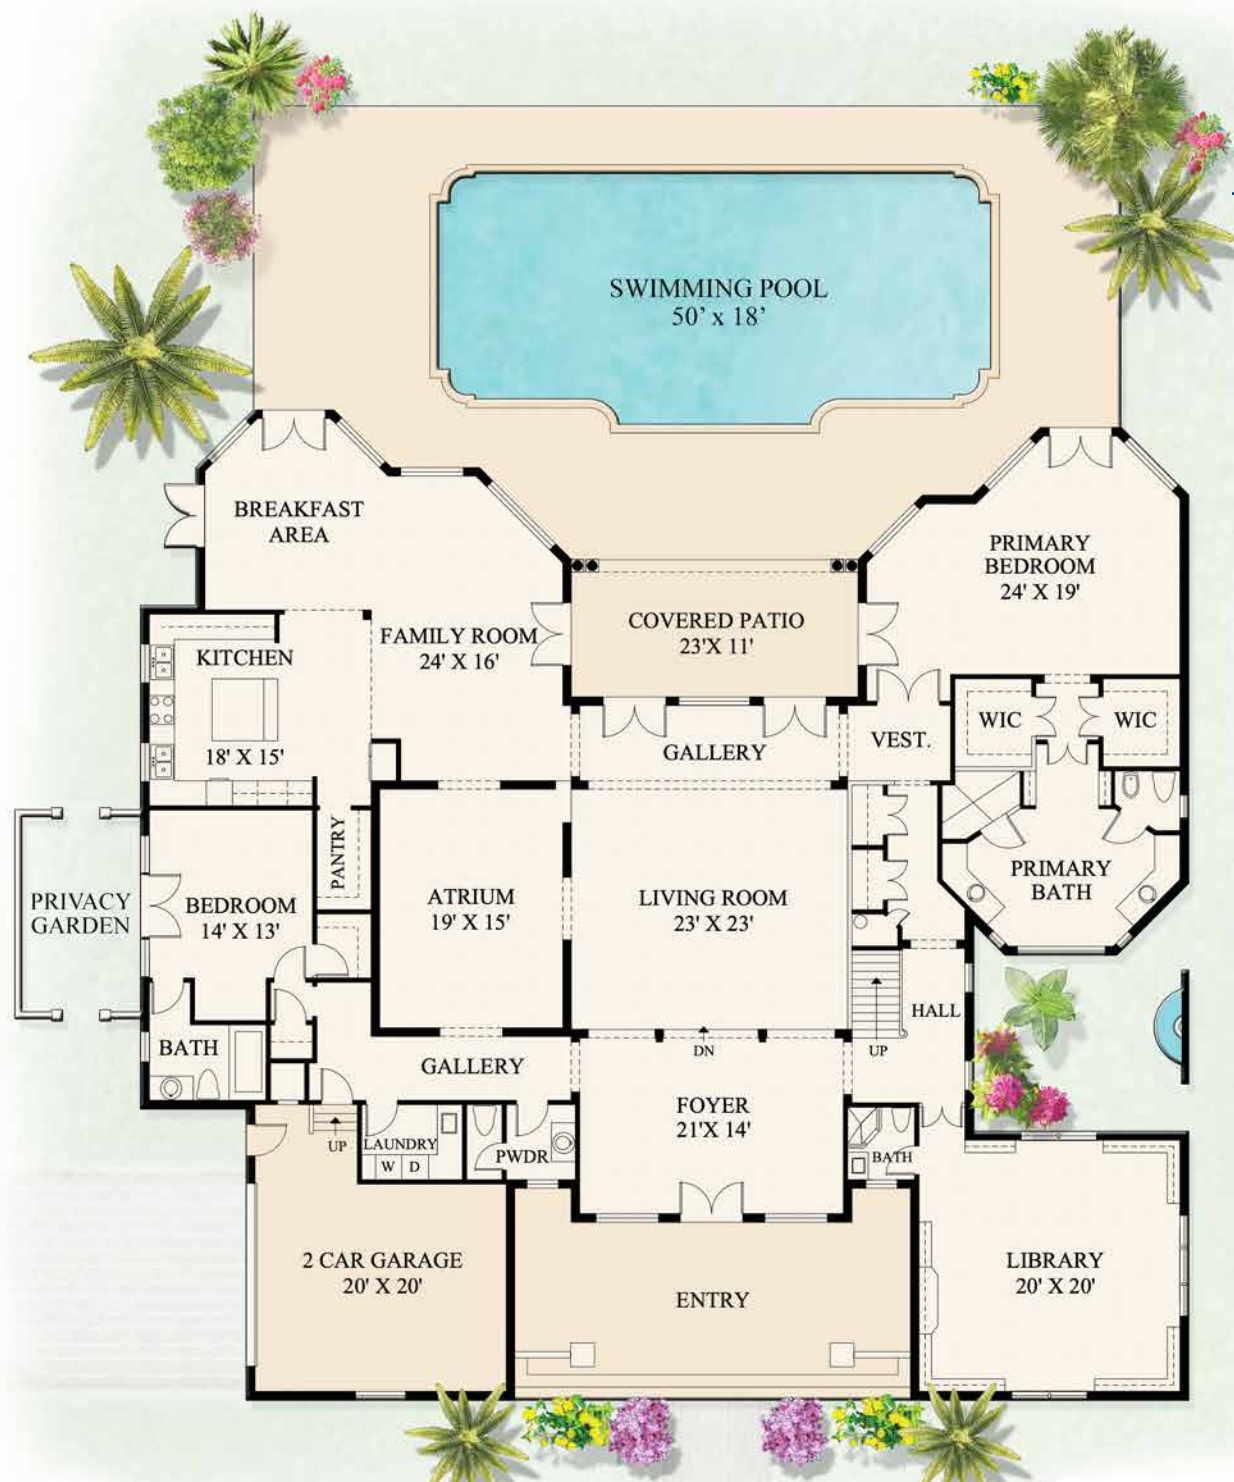 SWIMMING POOL
50’ x 18’
BREAKFAST
AREA
PRIMARY
BEDROOM
24' X 19'
COVERED PATIO
23'X 11'
FAMILY ROOM
24' X 16'
KITCHEN
18' X 15'
WIC
WIC
VEST.
GALLERY
PANTRY
PRIMARY
BATH
PRIVACY
GARDEN
BEDROOM
14' X 13'
ATRIUM
19' X 15'
LIVING ROOM
23' X 23'
HALL
BATH
DN
UP
GALLERY
FOYER
21'X 14'
UP
LAUNDRY
W D
PWDR
BATH
2 CAR GARAGE
20' X 20'
ENTRY
LIBRARY
20' X 20'